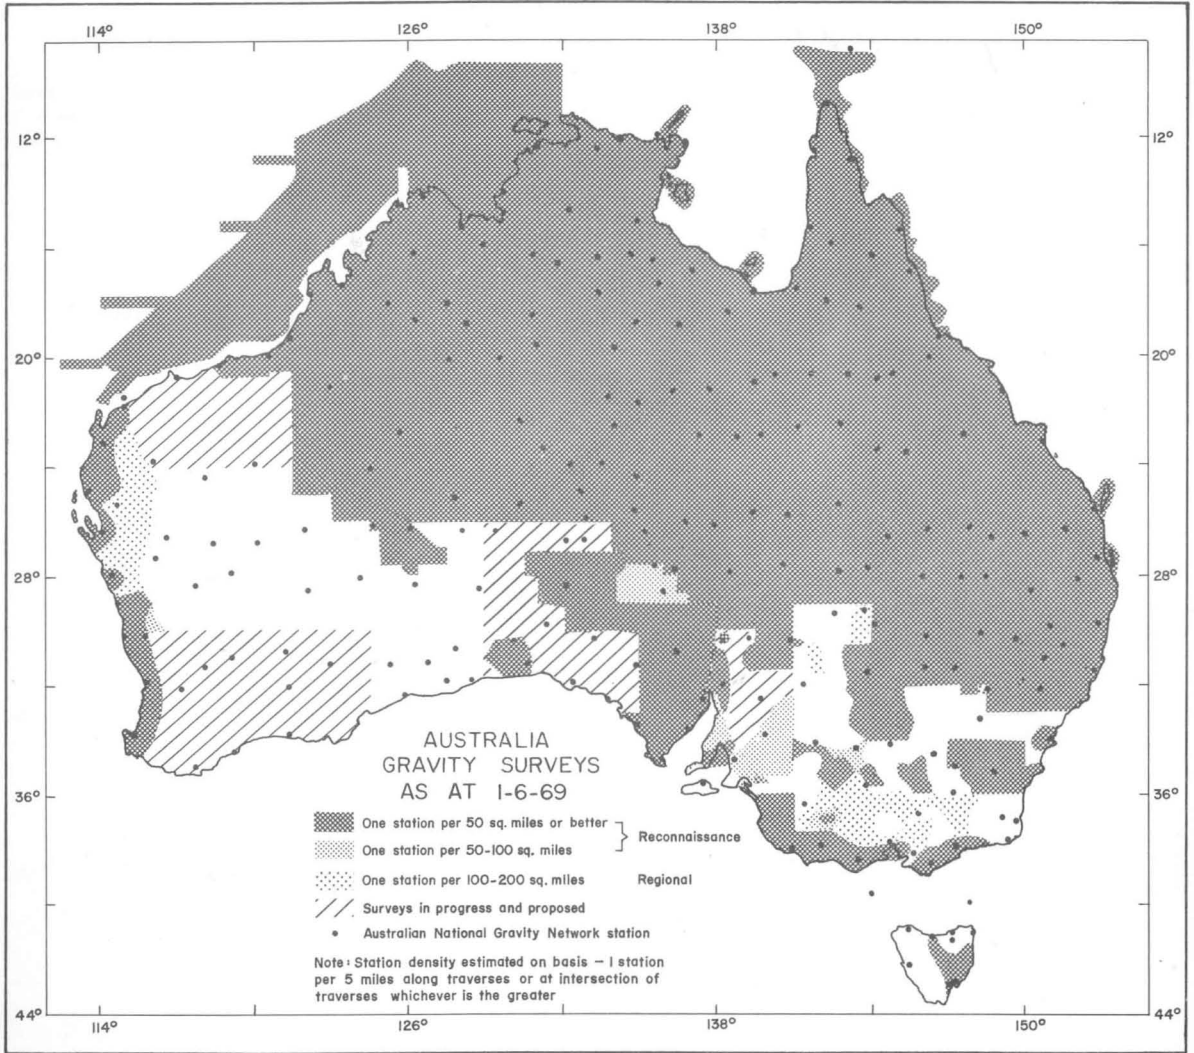 114° 126° 138° 150°
12° 12°
20° 20°
28° 28°
AUSTRALIA
GRAVITY SURVEYS
AS AT 1-6-69
36° 36°
One station per 50 sq. miles or better
Reconnaissance
One station per 50-100 sq. miles
One station per 100-200 sq. miles Regional
Surveys in progress and proposed
Australian National Gravity Network station
Note: Station density estimated on basis – 1 station
per 5 miles along traverses or at intersection of
traverses whichever is the greater
44° 44°
114° 126° 138° 150°